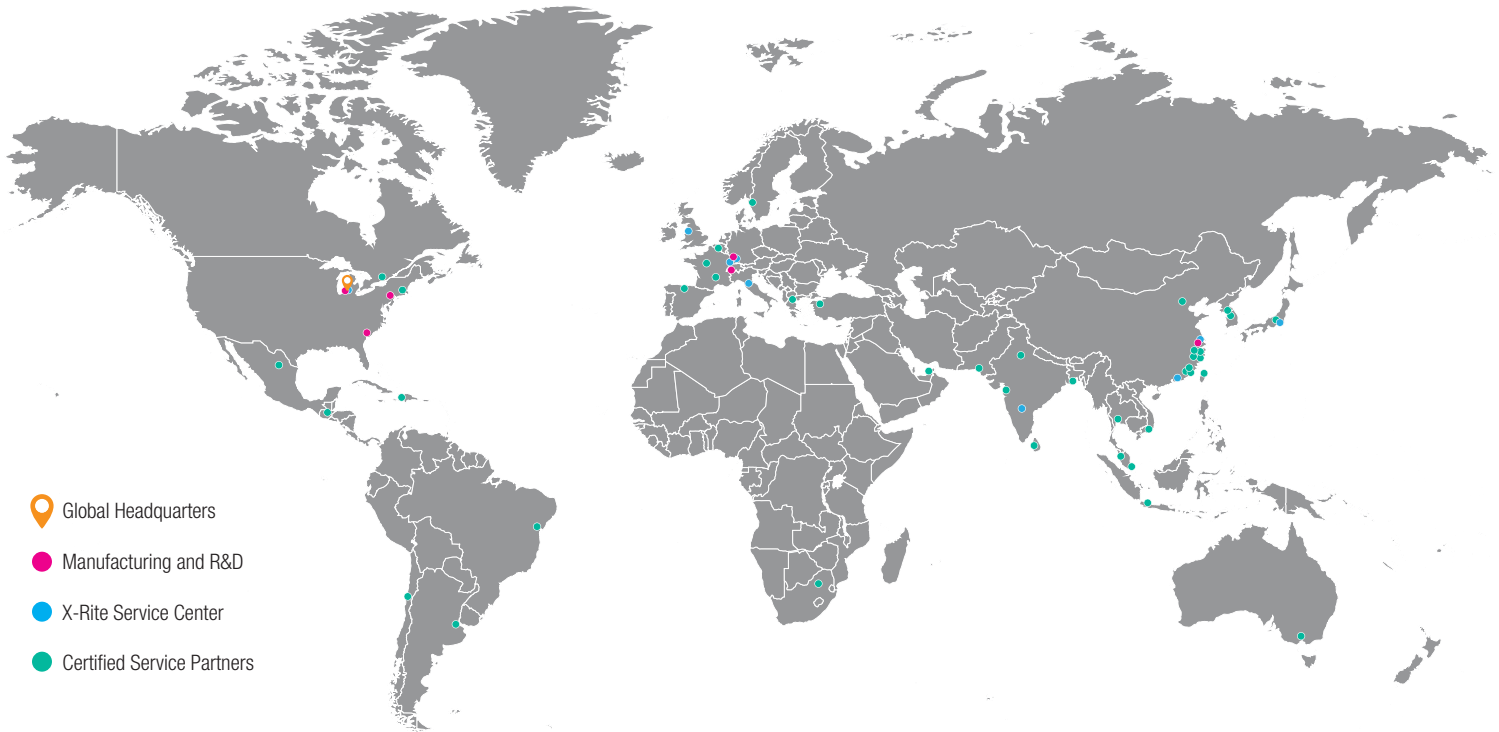 Global Headquarters
Manufacturing and R&D
X-Rite Service Center
Certified Service Partners